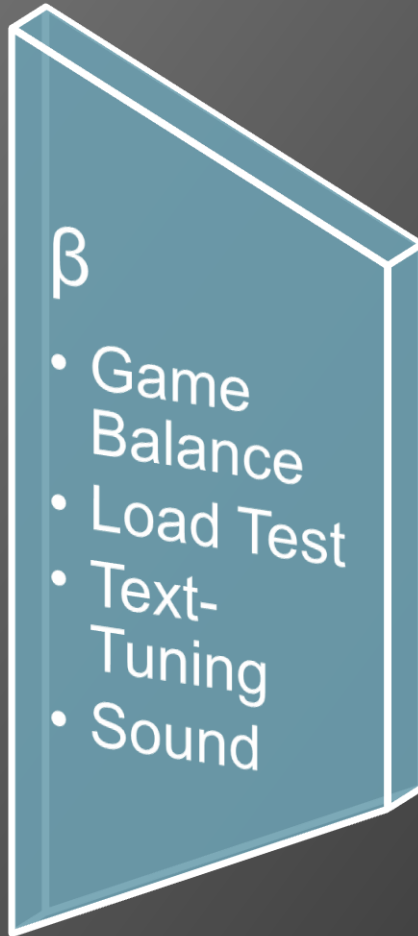 β
• Game
Balance
• Load Test
• Text-
Tuning
• Sound